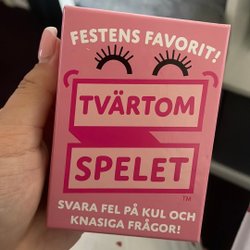 FESTENS FAVORIT!
TVÄRTOM
SPELET
TM
SVARA FEL PÅ KUL OCH
KNASIGA FRÅGOR!